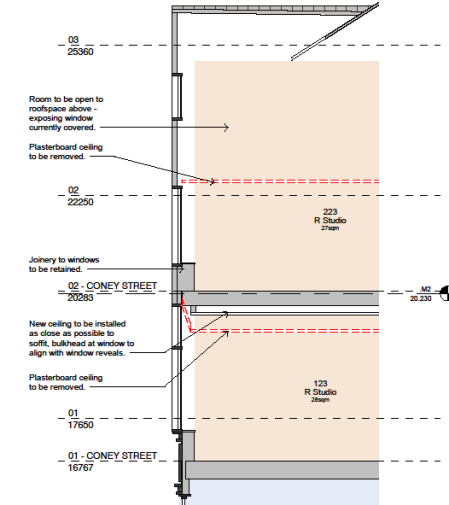 03
25360
Room to be open to
roofspace above -
exposing window
currently covered.
Plasterboard ceiling
to be removed.
02
22250
223
R Studio
27sqm
Joinery to windows
to be retained.
02 - CONEY STREET
20283
M2
20.230
New ceiling to be installed
as close as possible to
soffit, bulkhead at window to
align with window reveals.
Plasterboard ceiling
to be removed.
123
R Studio
28sqm
01
17650
01 - CONEY STREET
16767